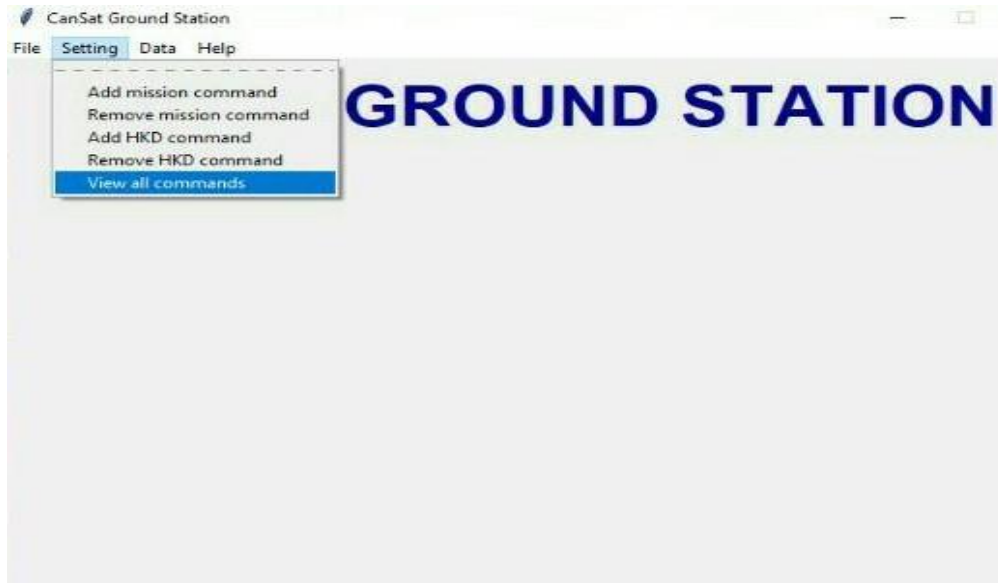 CanSat Ground Station
File Setting Data Help
GROUND STATION
Add mission command
Remove mission command
Add HKD command
Remove HKD command
View all commands